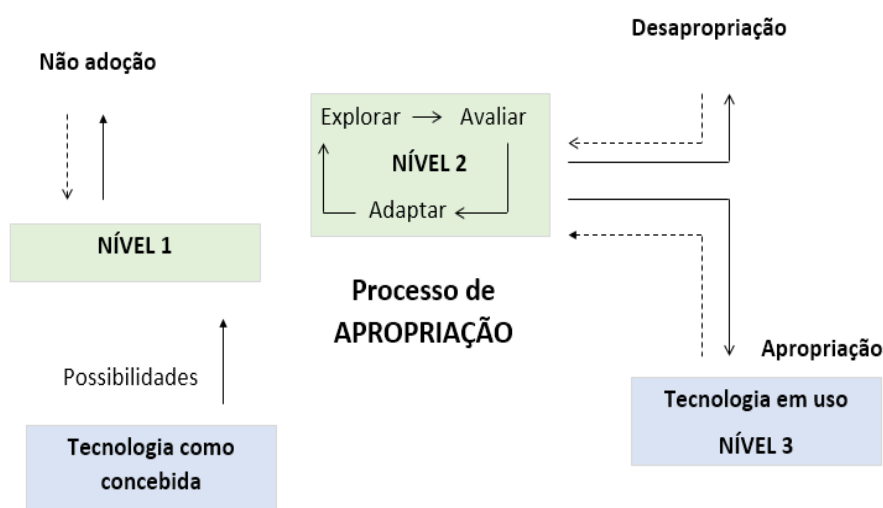 Desapropriação
Não adoção
Explorar Avaliar
NÍVEL 2
Adaptar
NÍVEL 1
Processo de
APROPRIAÇÃO
Possibilidades
Apropriação
Tecnologia em uso
NÍVEL 3
Tecnologia como
concebida